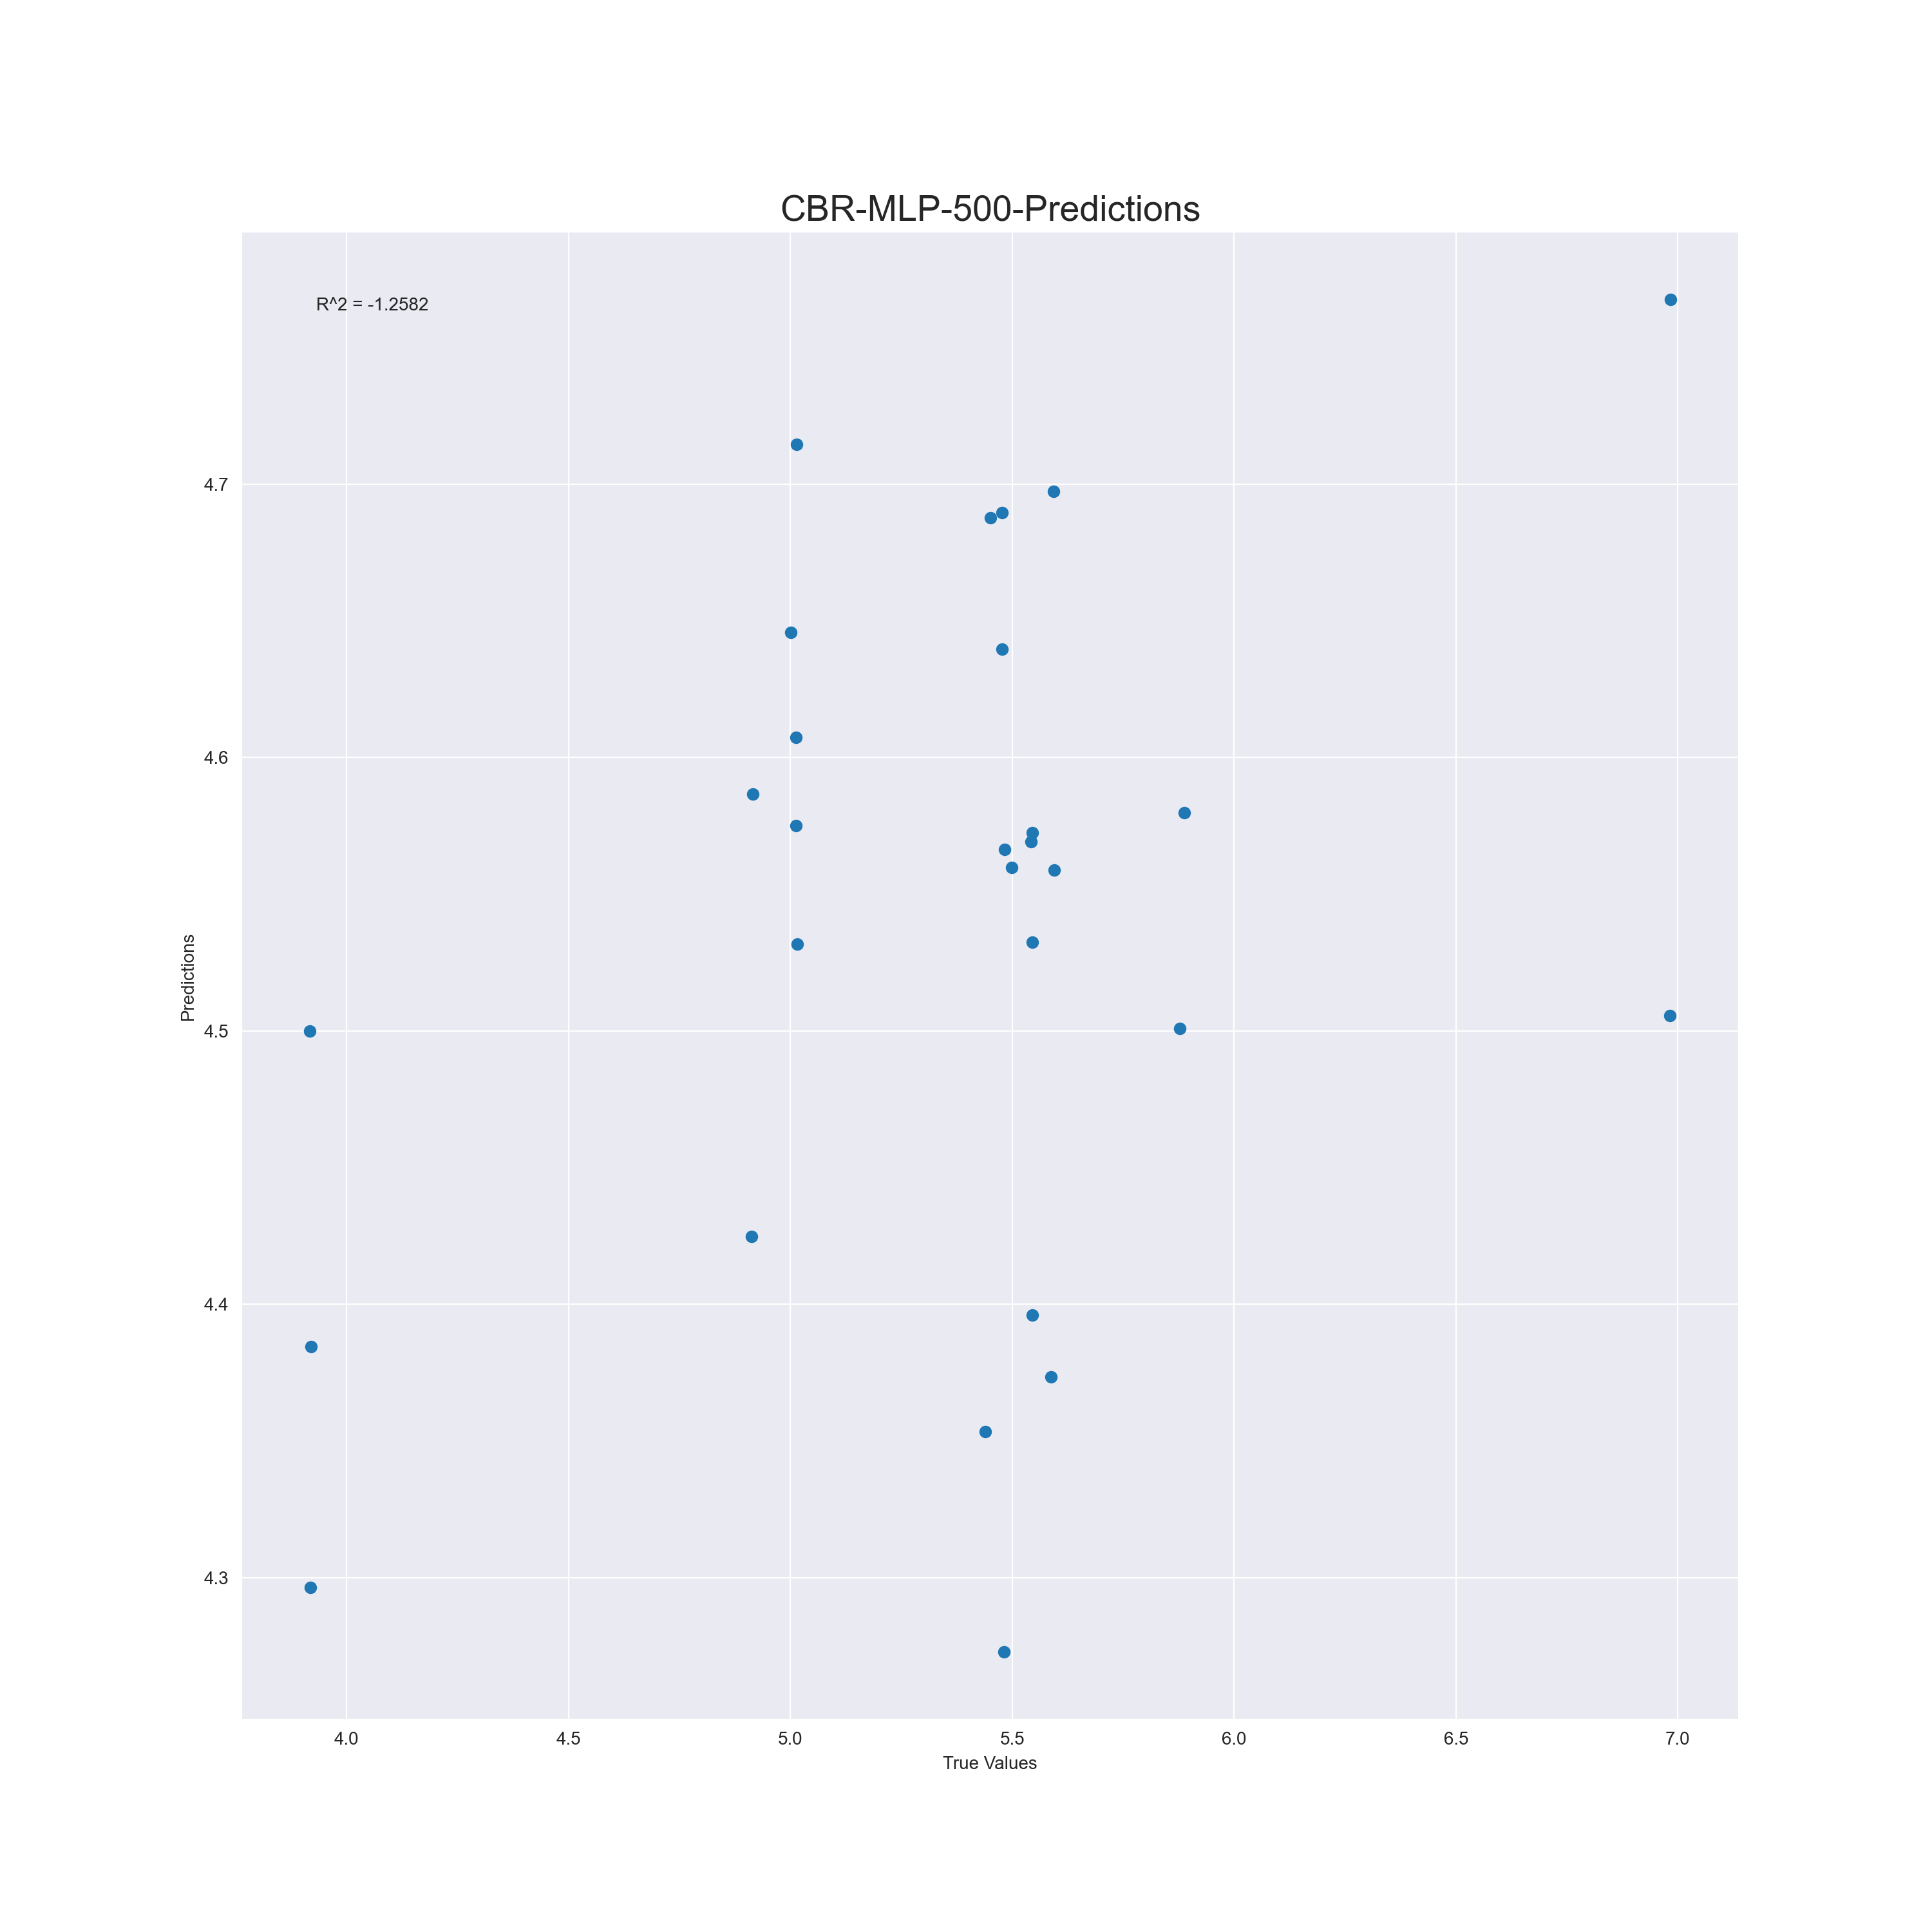 CBR-MLP-500-Predictions
R^2 = -1.2582
4.7
4.6
4.5
4.4
4.3
Predictions
4.0 4.5 5.0 5.5 6.0 6.5 7.0
True Values